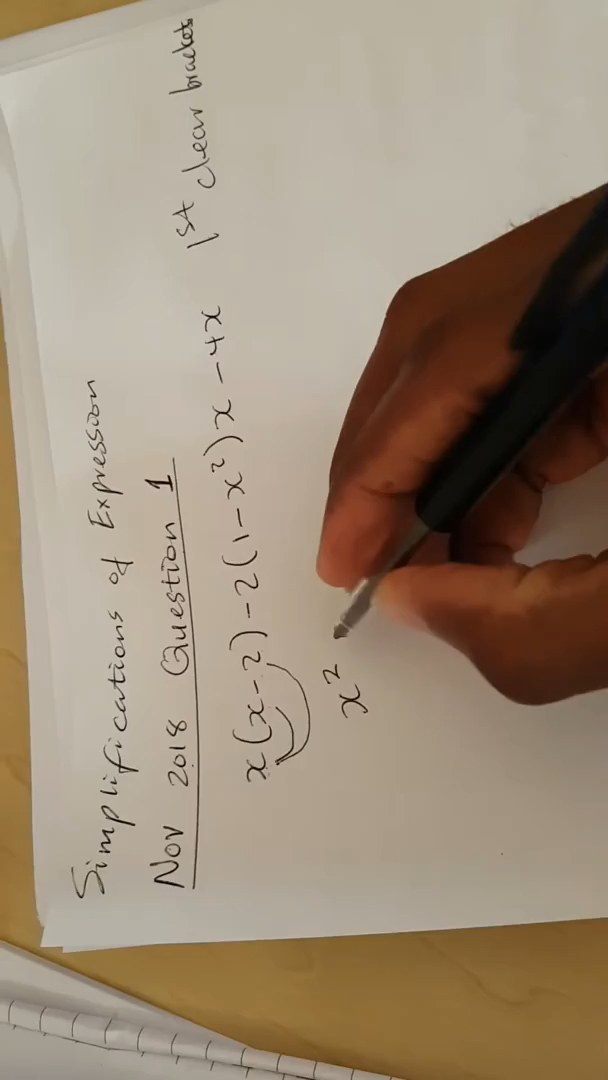 Simplifications of Expression
Nov 2018 Question 1
x(x-2)-2(1-x²)x-4x 1st clear brackets
x²